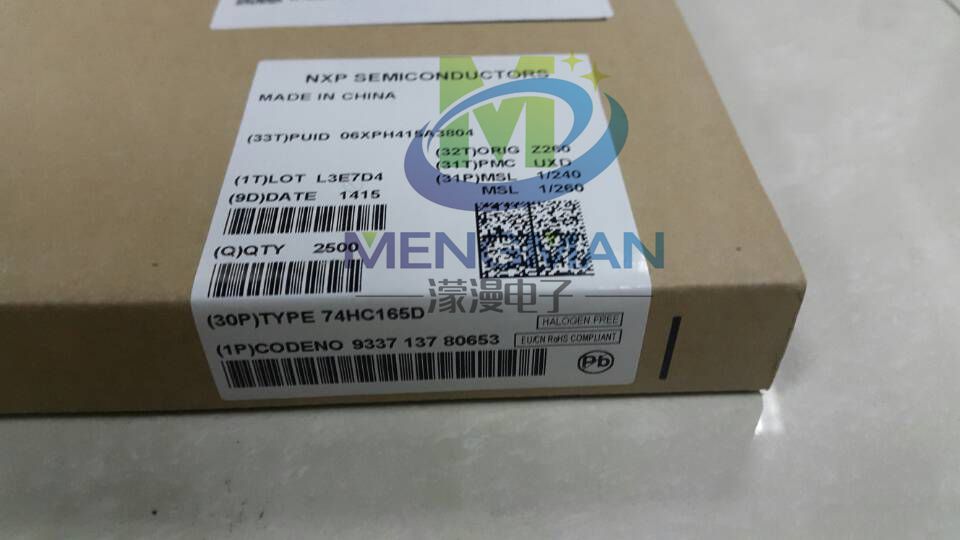 NXP SEMICONDUCTORS
MADE IN CHINA
(33T)PUID 06XPH415A3804
(32T)ORIG Z260
(31T)PMC UXD
(31P)MSL 1/240
MSL 1/260
(1T)LOT L3E7D4
(9D)DATE 1415
(Q)QTY 2500
MENGMIAN
濛漫电子
(30P)TYPE 74HC165D
HALOGEN FREE
(1P)CODENO 9337 137 80653
EU/CN RoHS COMPLIANT
Pb